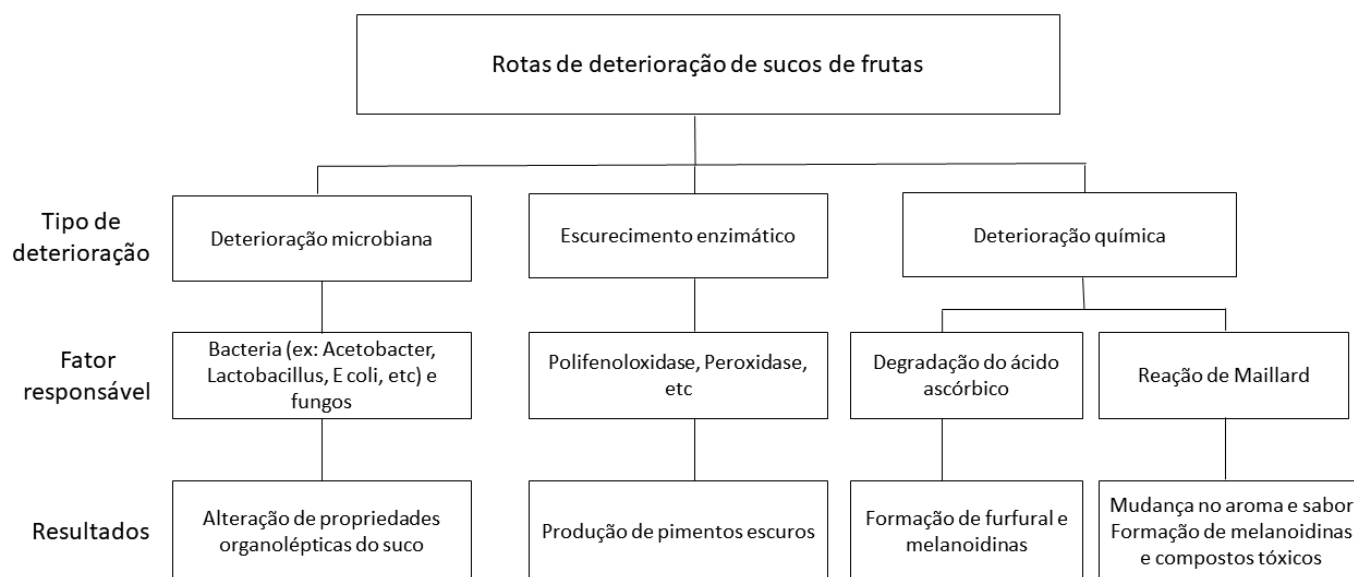 Rotas de deterioração de sucos de frutas
Tipo de
deterioração
Deterioração microbiana
Escurecimento enzimático
Deterioração química
Fator
responsável
Bacteria (ex: Acetobacter,
Lactobacillus, E coli, etc) e
fungos
Polifenoloxidase, Peroxidase,
etc
Degradação do ácido
ascórbico
Reação de Maillard
Resultados
Alteração de propriedades
organolépticas do suco
Produção de pimentos escuros
Formação de furfural e
melanoidinas
Mudança no aroma e sabor
Formação de melanoidinas
e compostos tóxicos